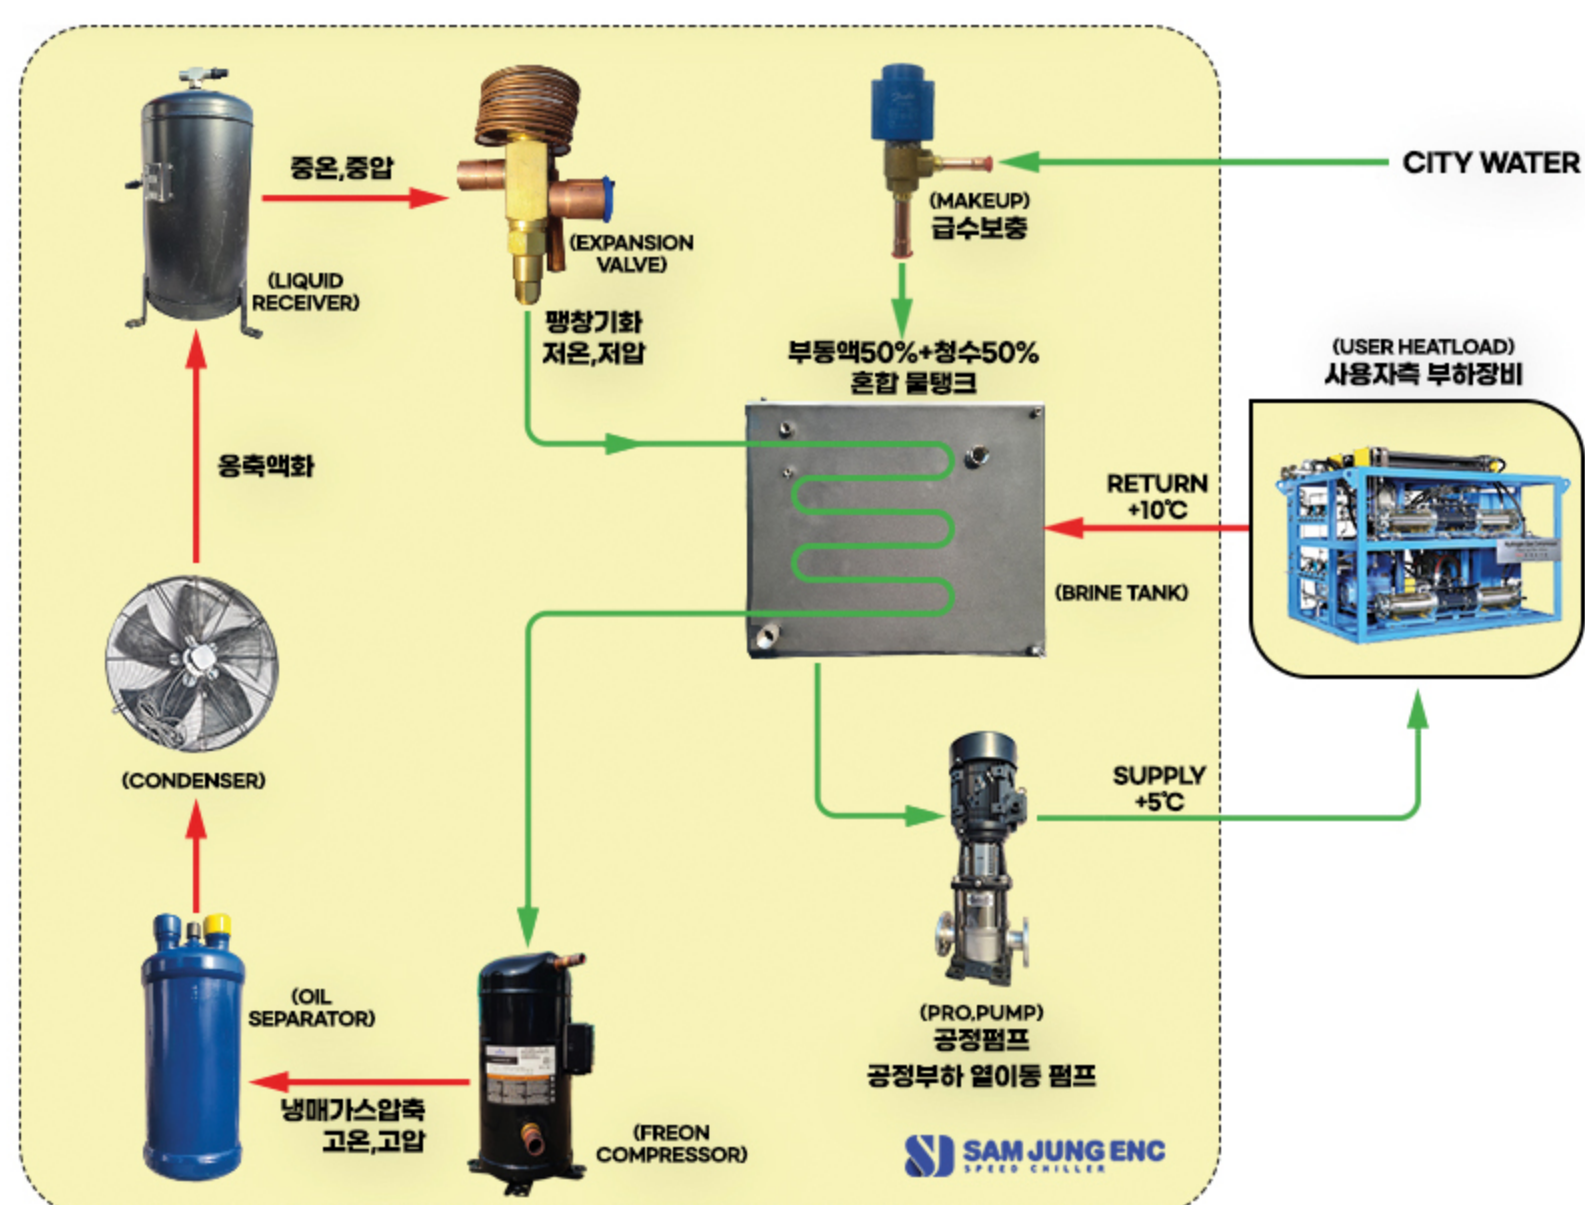 중온,중압
(LIQUID
RECEIVER)
(EXPANSION
VALVE)
팽창기화
저온,저압
(MAKEUP)
급수보충
CITY WATER
부동액50%+청수50%
혼합 물탱크
(USER HEATLOAD)
사용자측 부하장비
RETURN
+10℃
(BRINE TANK)
응축액화
(CONDENSER)
SUPPLY
+5℃
(OIL
SEPARATOR)
냉매가스압축
고온,고압
(FREON
COMPRESSOR)
(PRO,PUMP)
공정펌프
공정부하 열이동 펌프
SAM JUNG ENC
SPEED CHILLER